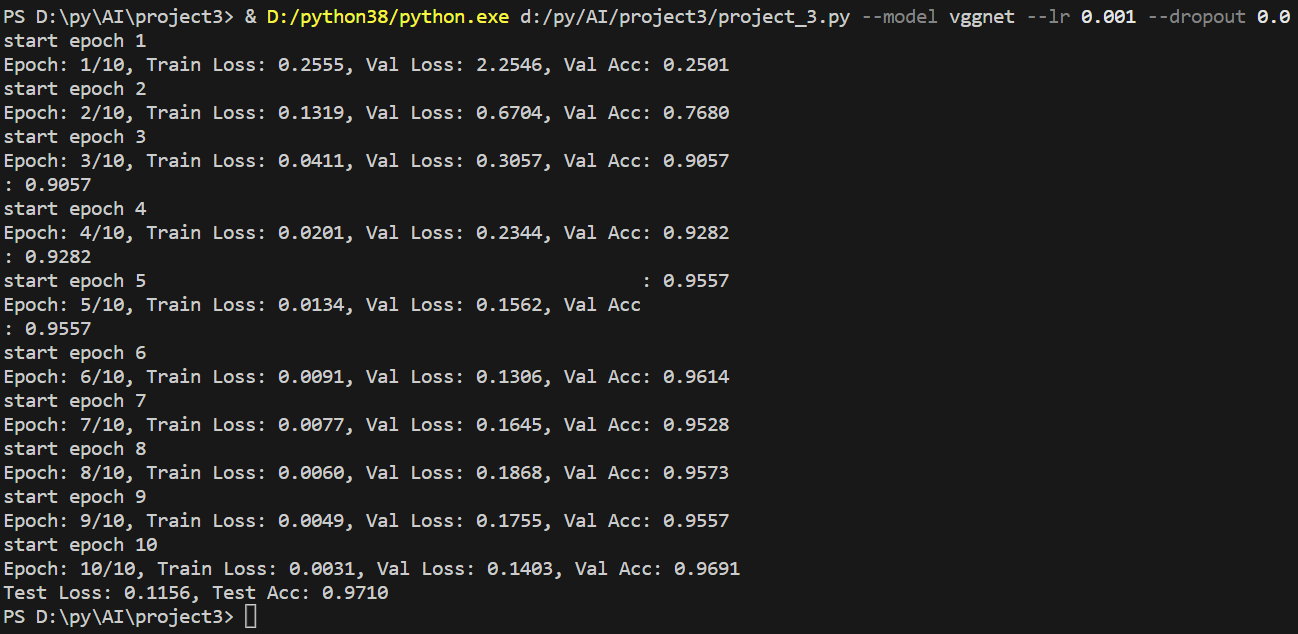 PS D:\py\AI\project3> & D:/python38/python.exe d:/py/AI/project3/project_3.py --model vggnet --lr 0.001 --dropout 0.0
start epoch 1
Epoch: 1/10, Train Loss: 0.2555, Val Loss: 2.2546, Val Acc: 0.2501
start epoch 2
Epoch: 2/10, Train Loss: 0.1319, Val Loss: 0.6704, Val Acc: 0.7680
start epoch 3
Epoch: 3/10, Train Loss: 0.0411, Val Loss: 0.3057, Val Acc: 0.9057
: 0.9057
start epoch 4
Epoch: 4/10, Train Loss: 0.0201, Val Loss: 0.2344, Val Acc: 0.9282
: 0.9282
start epoch 5 : 0.9557
Epoch: 5/10, Train Loss: 0.0134, Val Loss: 0.1562, Val Acc
: 0.9557
start epoch 6
Epoch: 6/10, Train Loss: 0.0091, Val Loss: 0.1306, Val Acc: 0.9614
start epoch 7
Epoch: 7/10, Train Loss: 0.0077, Val Loss: 0.1645, Val Acc: 0.9528
start epoch 8
Epoch: 8/10, Train Loss: 0.0060, Val Loss: 0.1868, Val Acc: 0.9573
start epoch 9
Epoch: 9/10, Train Loss: 0.0049, Val Loss: 0.1755, Val Acc: 0.9557
start epoch 10
Epoch: 10/10, Train Loss: 0.0031, Val Loss: 0.1403, Val Acc: 0.9691
Test Loss: 0.1156, Test Acc: 0.9710
PS D:\py\AI\project3>